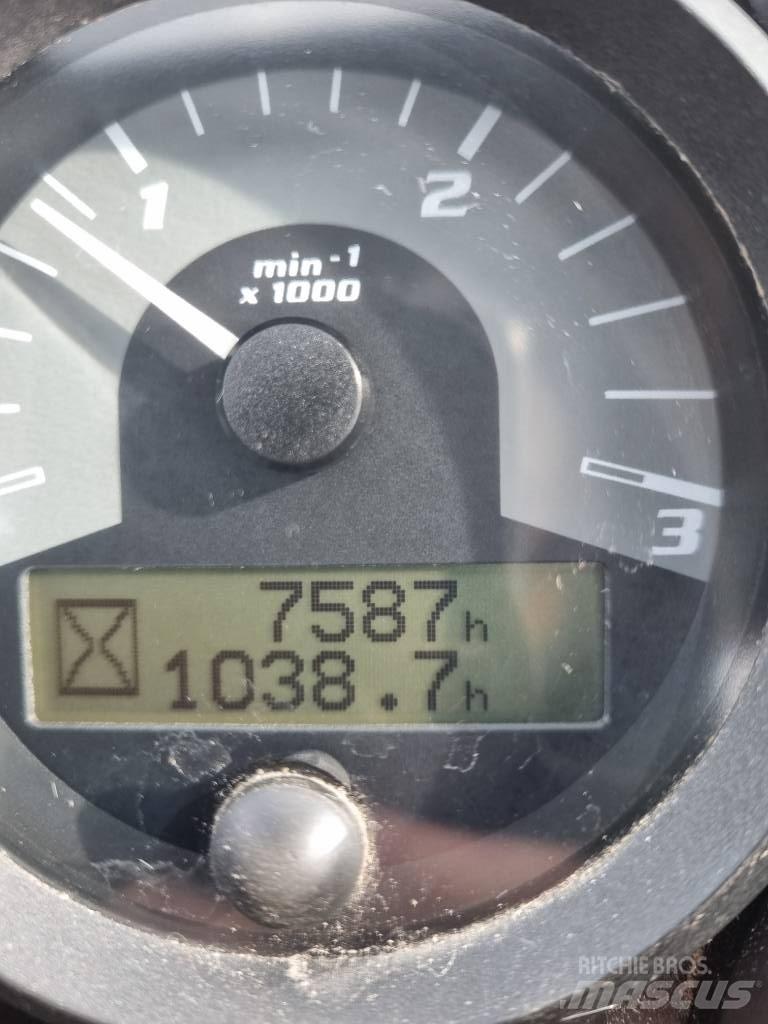 1
2
min-1
x 1000
3
7587h
1038.7h
RITCHIE BROS.
mascus